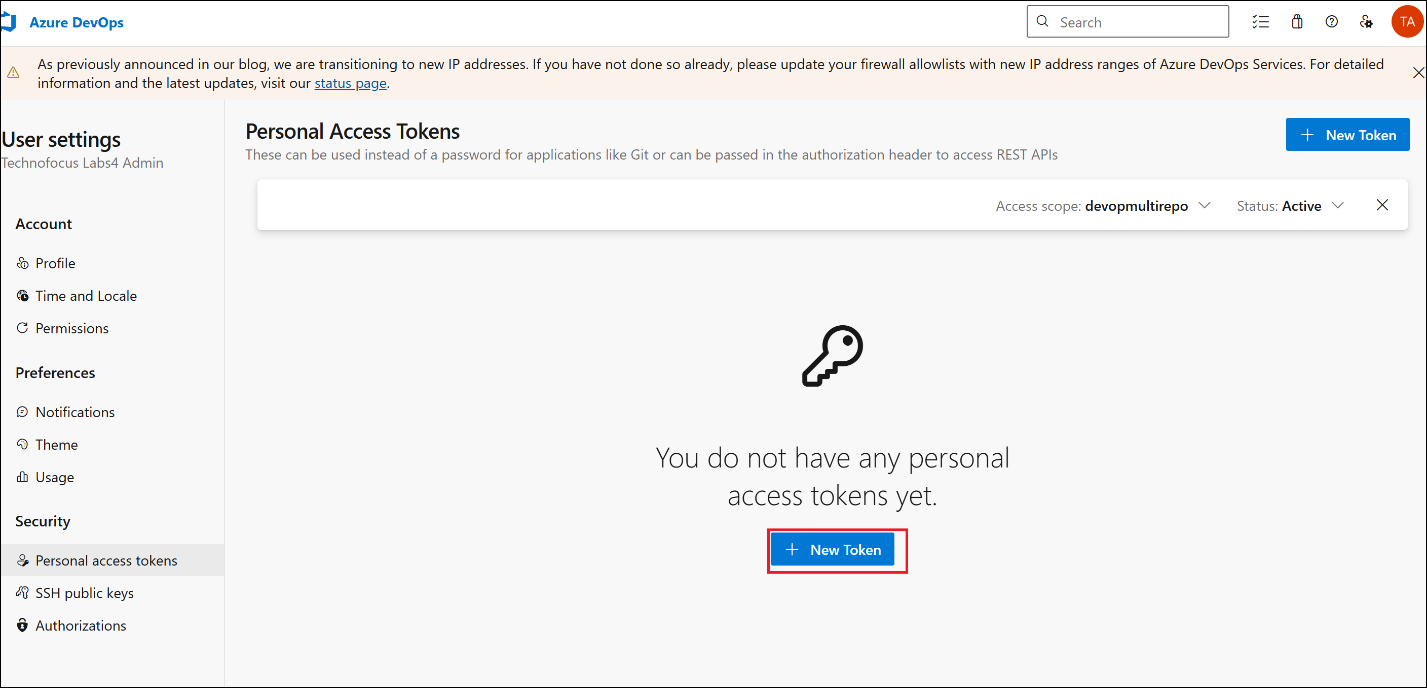 Azure DevOps
Search
TA
As previously announced in our blog, we are transitioning to new IP addresses. If you have not done so already, please update your firewall allowlists with new IP address ranges of Azure DevOps Services. For detailed
information and the latest updates, visit our status page.
User settings
Technofocus Labs4 Admin
Account
Profile
Time and Locale
Permissions
Preferences
Notifications
Theme
Usage
Security
Personal access tokens
SSH public keys
Authorizations
Personal Access Tokens
These can be used instead of a password for applications like Git or can be passed in the authorization header to access REST APIs
New Token
Access scope: devopmultirepo
Status: Active
You do not have any personal
access tokens yet.
New Token